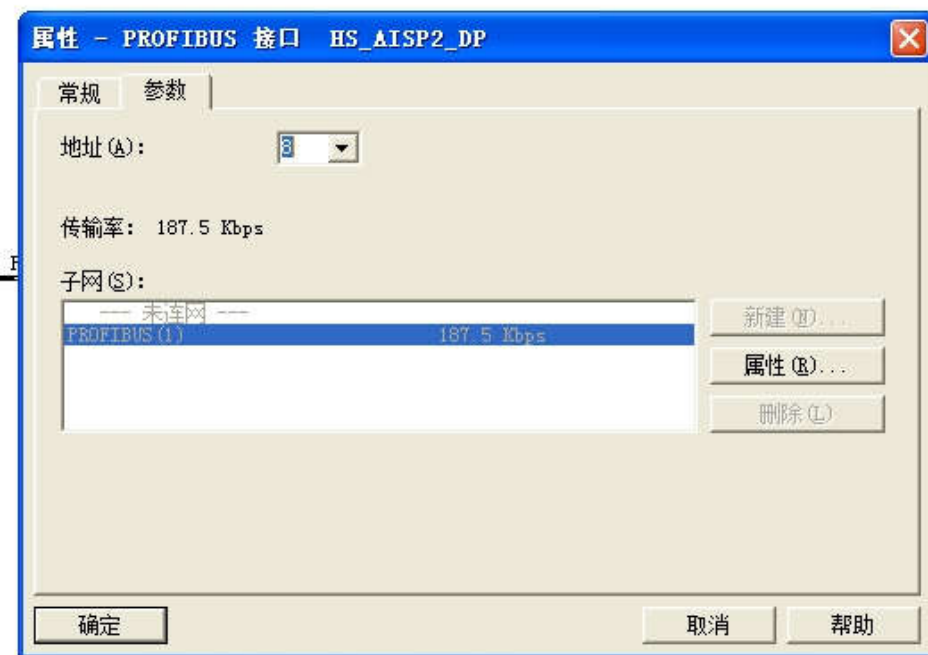 属性 - PROFIBUS 接口 HS_AISP2_DP
常规 参数
地址(A): 8
传输率: 187.5 Kbps
子网(S):
--- 未连网 ---
PROFIBUS(1) 187.5 Kbps
新建(N)...
属性(R)...
删除(L)
确定 取消 帮助